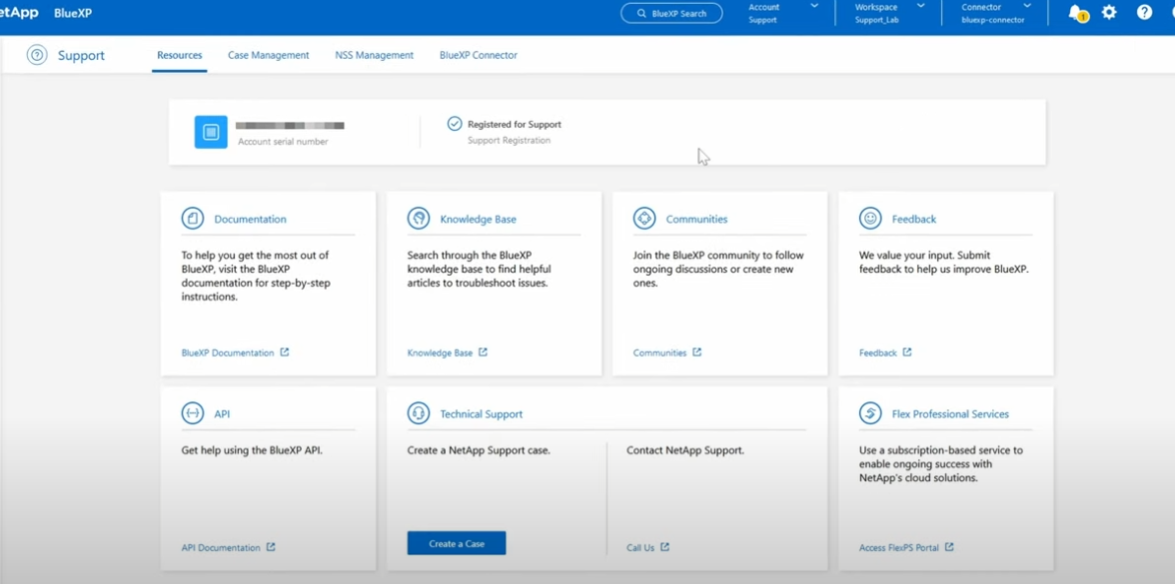 etApp BlueXP
BlueXP Search
Account
Support
Workspace
Support_Lab
Connector
bluexp-connector
1
Support
Resources
Case Management
NSS Management
BlueXP Connector
Account serial number
Registered for Support
Support Registration
Documentation
To help you get the most out of
BlueXP, visit the BlueXP
documentation for step-by-step
instructions.
BlueXP Documentation
Knowledge Base
Search through the BlueXP
knowledge base to find helpful
articles to troubleshoot issues.
Knowledge Base
Communities
Join the BlueXP community to follow
ongoing discussions or create new
ones.
Communities
Feedback
We value your input. Submit
feedback to help us improve BlueXP.
Feedback
API
Get help using the BlueXP API.
API Documentation
Technical Support
Create a NetApp Support case.
Create a Case
Contact NetApp Support.
Call Us
Flex Professional Services
Use a subscription-based service to
enable ongoing success with
NetApp's cloud solutions.
Access FlexPS Portal